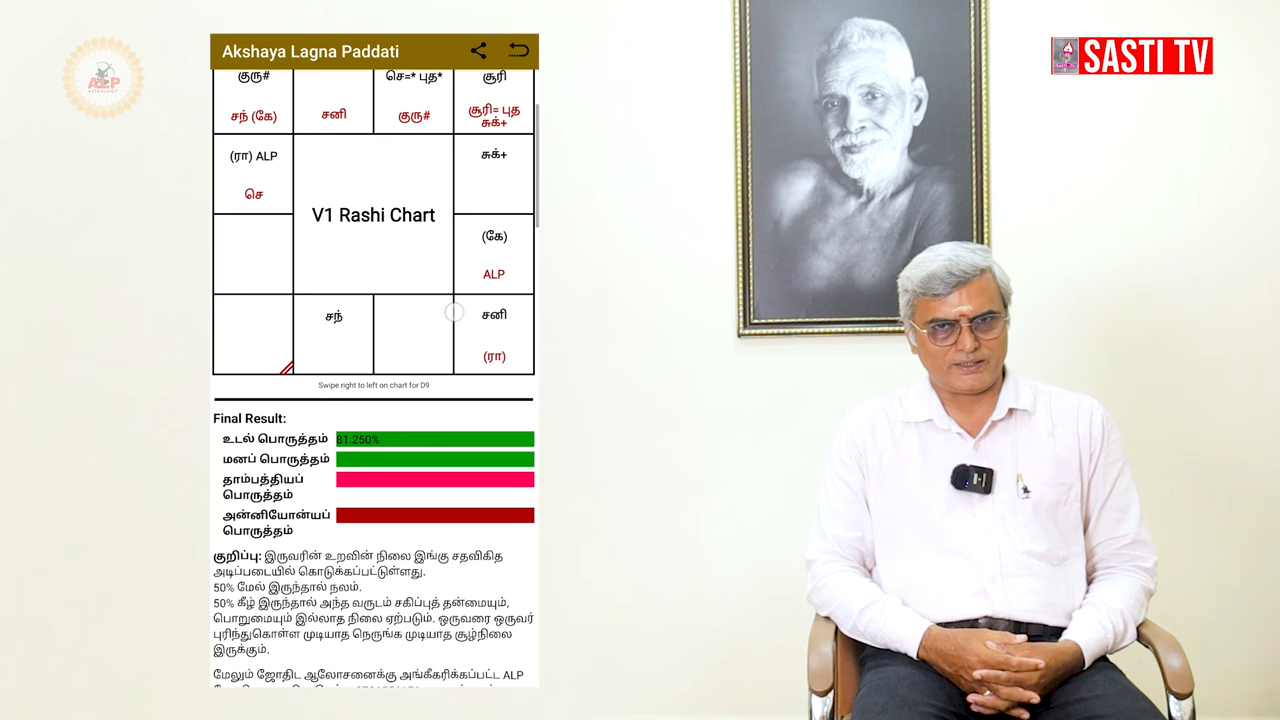 Akshaya Lagna Paddati
SASTI TV
ALP
ASTROLOGY
குரு#
செ=* புத*
சூரி
சந் (கே)
சனி
குரு#
சூரி= புத
சுக்+
(ரா) ALP
சுக்+
செ
V1 Rashi Chart
(கே)
ALP
சந்
சனி
(ரா)
Swipe right to left on chart for D9
Final Result:
உடல் பொருத்தம்
81.250%
மனப் பொருத்தம்
தாம்பத்தியப்
பொருத்தம்
அன்னியோன்யப்
பொருத்தம்
குறிப்பு: இருவரின் உறவின் நிலை இங்கு சதவிகித
அடிப்படையில் கொடுக்கப்பட்டுள்ளது.
50% மேல் இருந்தால் நலம்.
50% கீழ் இருந்தால் அந்த வருடம் சகிப்புத் தன்மையும்,
பொறுமையும் இல்லாத நிலை ஏற்படும். ஒருவரை ஒருவர்
புரிந்துகொள்ள முடியாத நெருங்க முடியாத சூழ்நிலை
இருக்கும்.
மேலும் ஜோதிட ஆலோசனைக்கு அங்கீகரிக்கப்பட்ட ALP